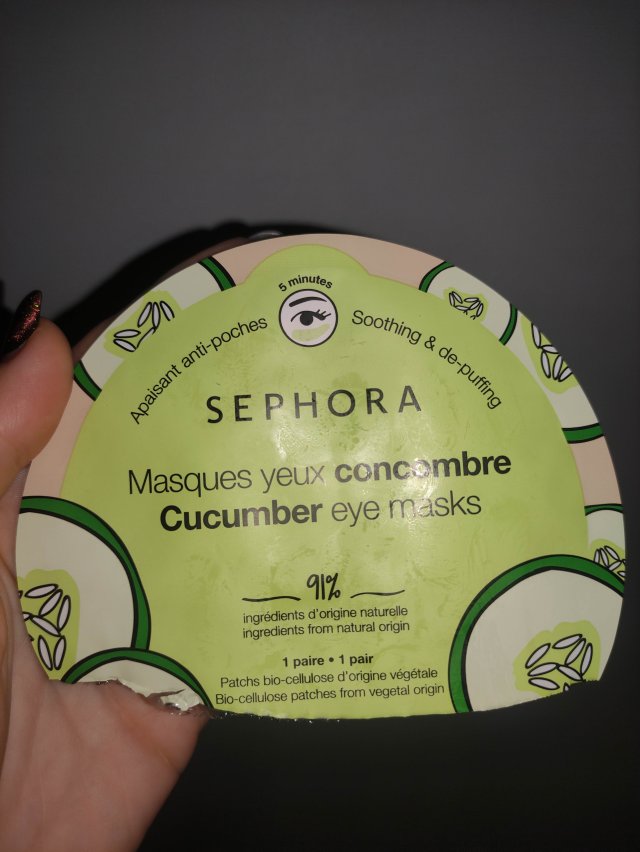 5 minutes
Apaisant anti-poches
Soothing & de-puffing
SEPHORA
Masques yeux concombre
Cucumber eye masks
91%
ingrédients d'origine naturelle
ingredients from natural origin
1 paire • 1 pair
Patchs bio-cellulose d'origine végétale
Bio-cellulose patches from vegetal origin